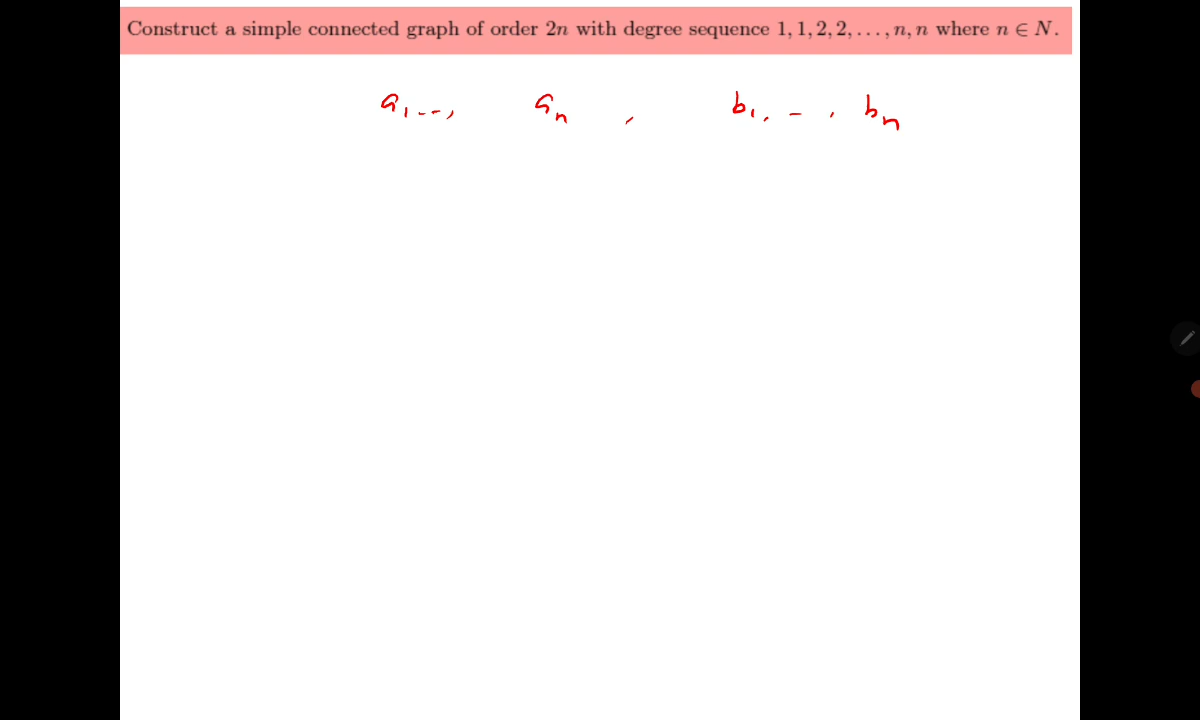 Construct a simple connected graph of order 2n with degree sequence 1, 1, 2, 2, . . . , n, n where n ∈ N.
a₁ - - , aₙ , b₁ , - , bₙ